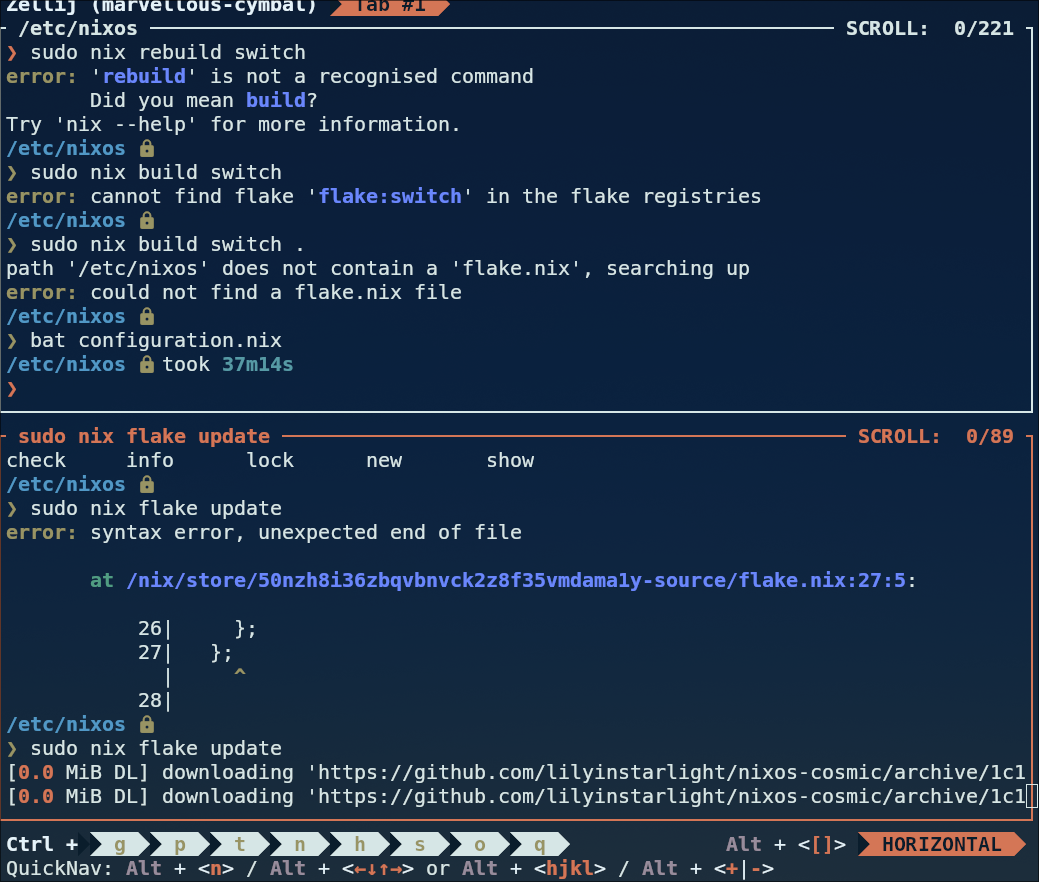 Zellij (marvellous-cymbal) Tab #1
/etc/nixos SCROLL: 0/221
❯ sudo nix rebuild switch
error: 'rebuild' is not a recognised command
Did you mean build?
Try 'nix --help' for more information.
/etc/nixos
❯ sudo nix build switch
error: cannot find flake 'flake:switch' in the flake registries
/etc/nixos
❯ sudo nix build switch .
path '/etc/nixos' does not contain a 'flake.nix', searching up
error: could not find a flake.nix file
/etc/nixos
❯ bat configuration.nix
/etc/nixos took 37m14s
❯
sudo nix flake update SCROLL: 0/89
check info lock new show
/etc/nixos
❯ sudo nix flake update
error: syntax error, unexpected end of file
at /nix/store/50nzh8i36zbqvbnvck2z8f35vmdama1y-source/flake.nix:27:5:
26| };
27| };
| ^
28|
/etc/nixos
❯ sudo nix flake update
[0.0 MiB DL] downloading 'https://github.com/lilyinstarlight/nixos-cosmic/archive/1c1
[0.0 MiB DL] downloading 'https://github.com/lilyinstarlight/nixos-cosmic/archive/1c1
Ctrl + g p t n h s o q Alt + <[]> HORIZONTAL
QuickNav: Alt + <n> / Alt + <←↓↑→> or Alt + <hjkl> / Alt + <+|->